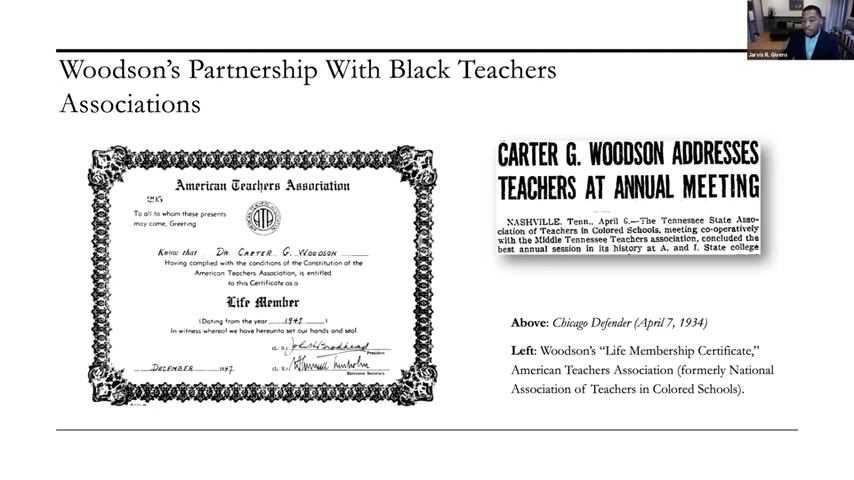 Jarvis R. Givens
Woodson's Partnership With Black Teachers
Associations
American Teachers Association
295
To all to whom these presents
may come, Greeting:
ATA
Know that DR. CARTER G. WOODSON
Having complied with the conditions of the Constitution of the
American Teachers Association, is entitled
to this Certificate as a
Life Member
(Dating from the year 1947)
In witness whereof we have hereunto set our hands and seal.
(L. S.)
President
(L. S.)
DECEMBER 1947
Executive Secretary
CARTER G. WOODSON ADDRESSES
TEACHERS AT ANNUAL MEETING
NASHVILLE, Tenn., April 6.—The Tennessee State Asso-
ciation of Teachers in Colored Schools, meeting co-operatively
with the Middle Tennessee Teachers association, concluded the
best annual session in its history at A. and I. State college
Above: Chicago Defender (April 7, 1934)
Left: Woodson's “Life Membership Certificate,”
American Teachers Association (formerly National
Association of Teachers in Colored Schools).